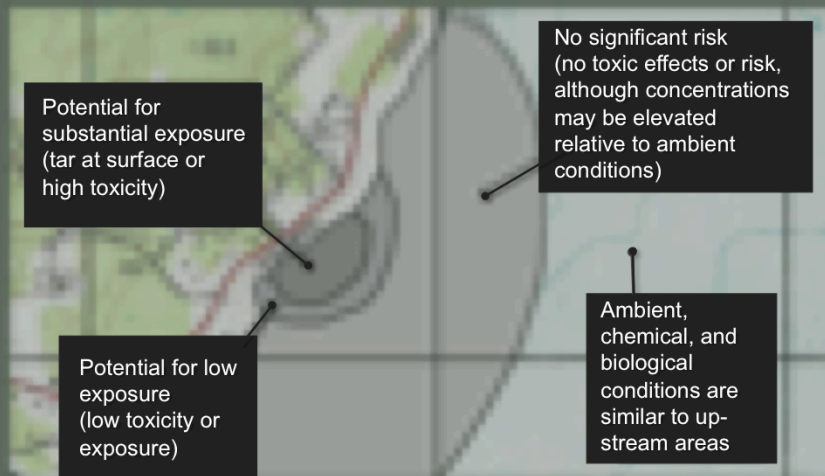 No significant risk
(no toxic effects or risk,
although concentrations
may be elevated
relative to ambient
conditions)
Potential for
substantial exposure
(tar at surface or
high toxicity)
Ambient,
chemical, and
biological
conditions are
similar to up-
stream areas
Potential for low
exposure
(low toxicity or
exposure)